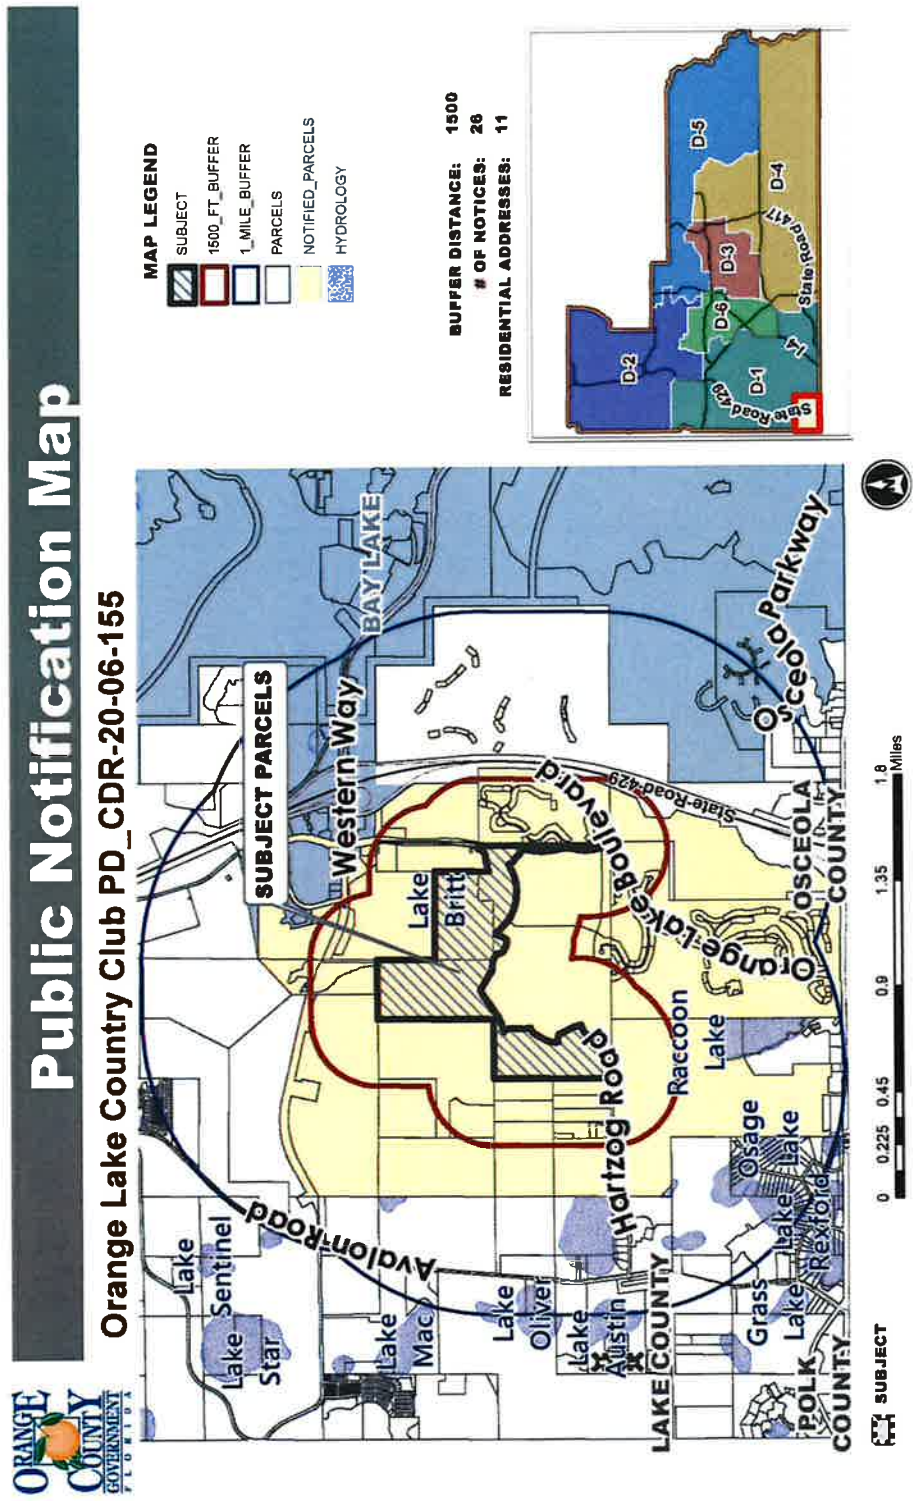 ORANGE
COUNTY
GOVERNMENT
FLORIDA
Public Notification Map
Orange Lake Country Club PD_CDR-20-06-155
SUBJECT PARCELS
Western-Way
BAY LAKE
Lake
Britt
Lake
Sentinel
Lake
Star
Avalon-Road
Lake
Mac
Lake
Oliver
Lake
Austin
Hartzog Road
Orange-Lake-Boulevard
State-Road-429
Raccoon
Lake
Osage
Lake
Lake
Rexford
Grass
Lake
Osceola Parkway
LAKE COUNTY
POLK
COUNTY
OSCEOLA
COUNTY
SUBJECT
0 0.225 0.45 0.9 1.35 1.8
Miles
N
MAP LEGEND
SUBJECT
1500_FT_BUFFER
1_MILE_BUFFER
PARCELS
NOTIFIED_PARCELS
HYDROLOGY
BUFFER DISTANCE: 1500
# OF NOTICES: 26
RESIDENTIAL ADDRESSES: 11
D-2
D-5
D-6
D-3
D-4
D-1
State Road 429
I-4
State Road 417